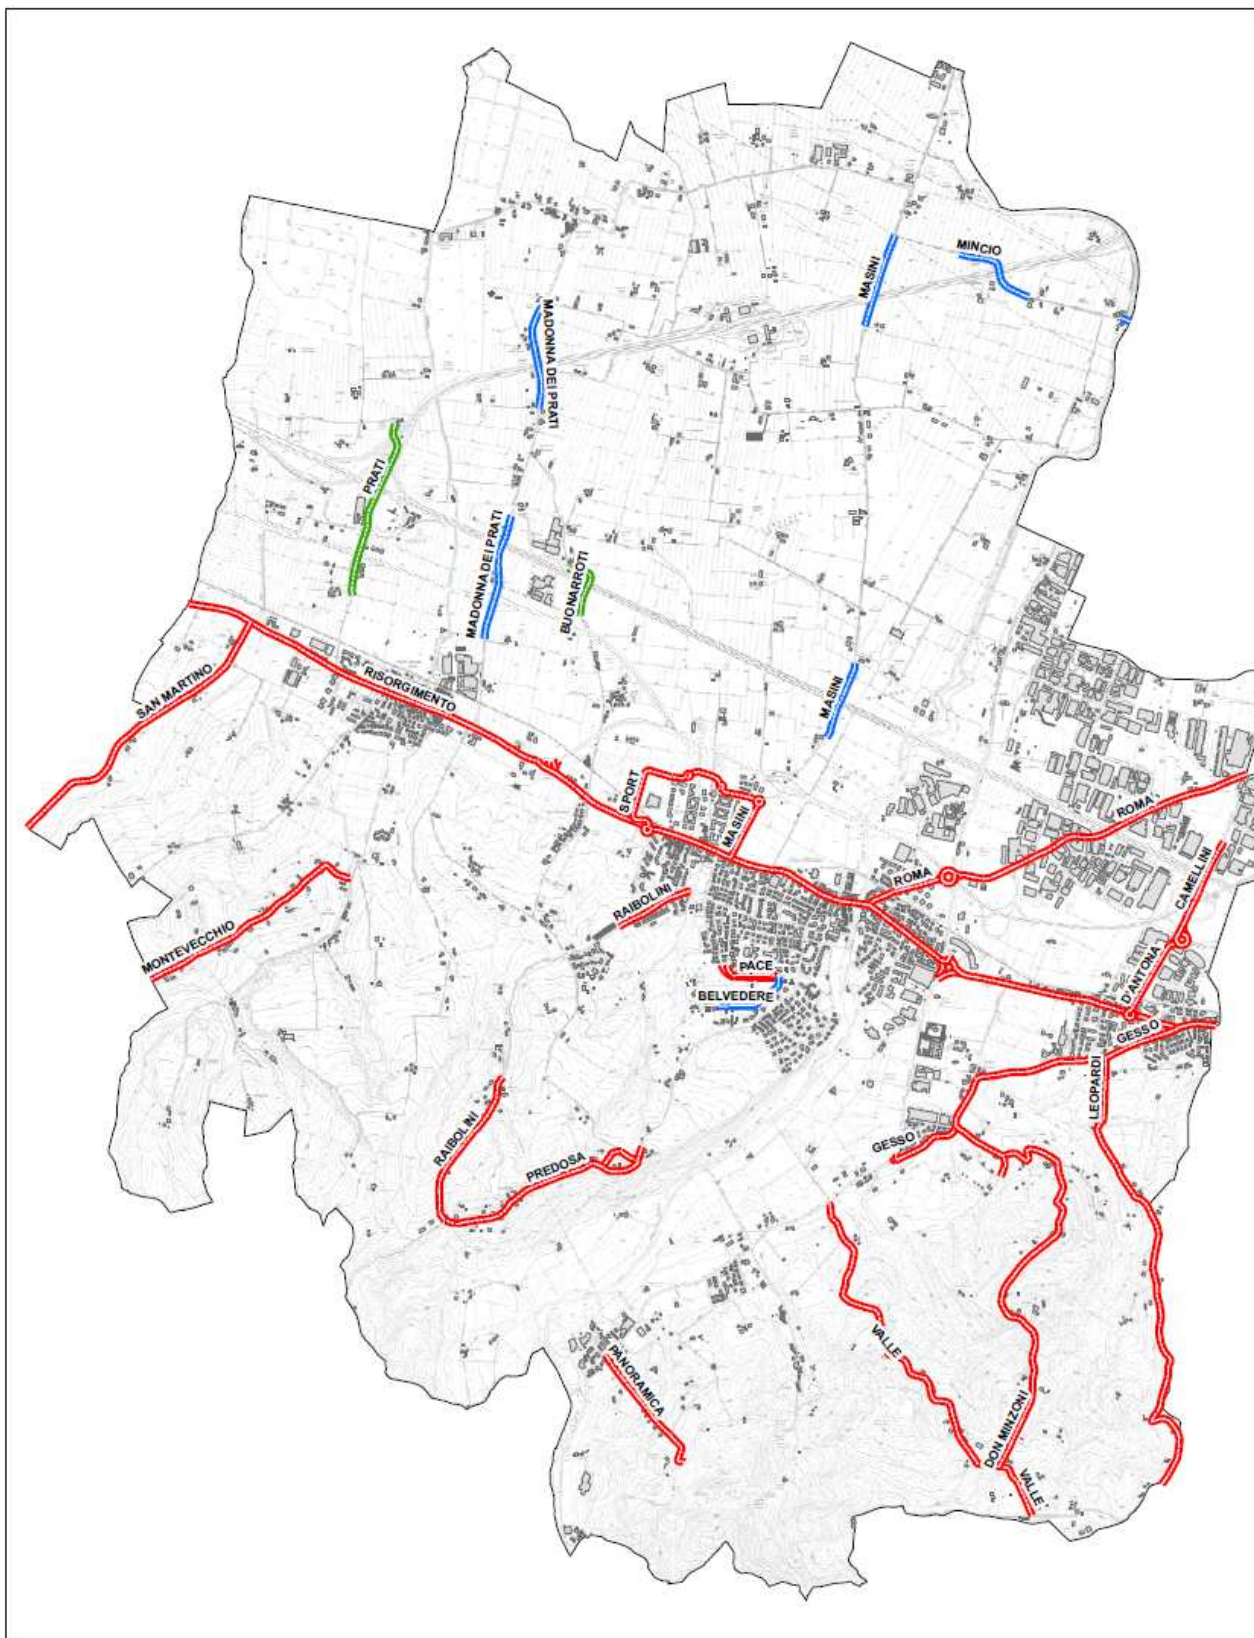 MINCIO
MASINI
MADONNA DEI PRATI
PRATI
MADONNA DEI PRATI
BUONARROTI
SAN MARTINO
RISORGIMENTO
MASINI
SPORT
MASINI
ROMA
ROMA
CAMELLINI
RAIBOLINI
MONTEVECCHIO
PACE
BELVEDERE
D'ANTONA
GESSO
LEOPARDI
RAIBOLINI
GESSO
PREDOSA
VALLE
PANORAMICA
DON MINZONI
VALLE